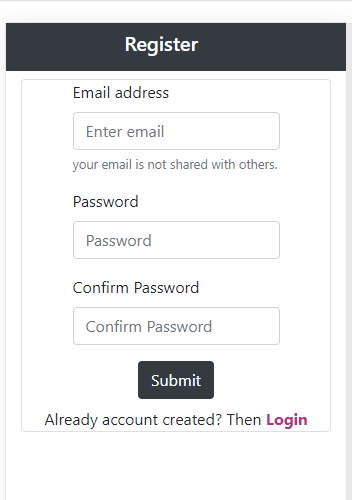 Register
Email address
Enter email
your email is not shared with others.
Password
Password
Confirm Password
Confirm Password
Submit
Already account created? Then Login